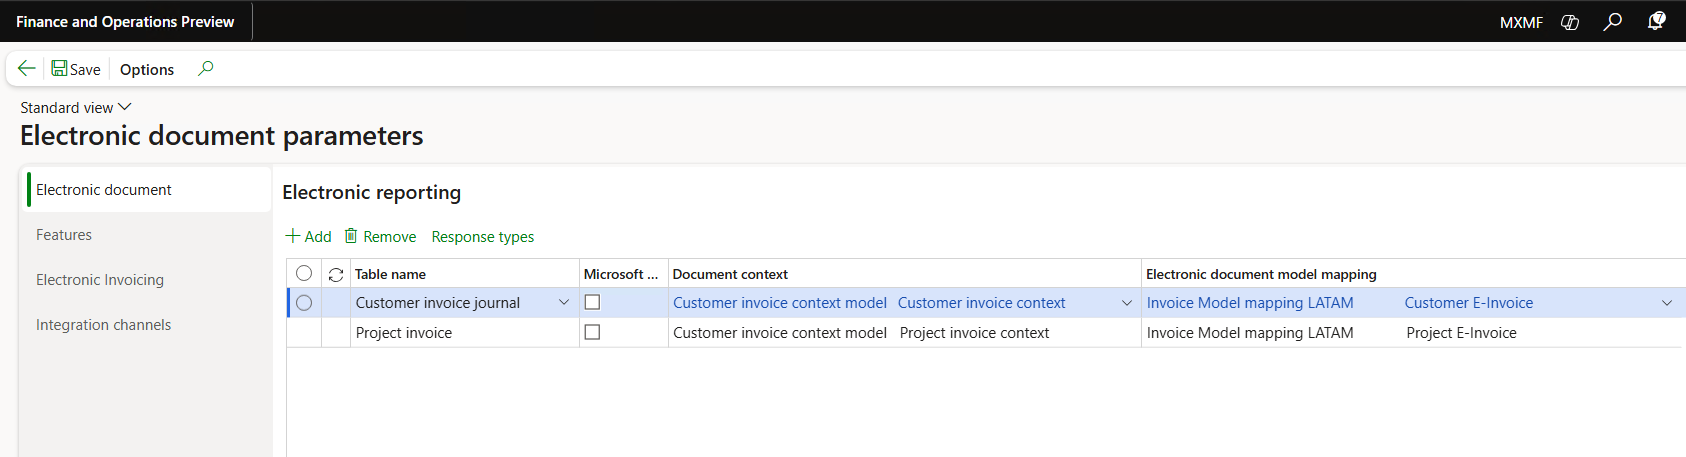 Finance and Operations Preview
MXMF
7
Save Options
Standard view
Electronic document parameters
Electronic document
Features
Electronic Invoicing
Integration channels
Electronic reporting
Add Remove Response types
Table name Microsoft ... Document context Electronic document model mapping
Customer invoice journal Customer invoice context model Customer invoice context Invoice Model mapping LATAM Customer E-Invoice
Project invoice Customer invoice context model Project invoice context Invoice Model mapping LATAM Project E-Invoice